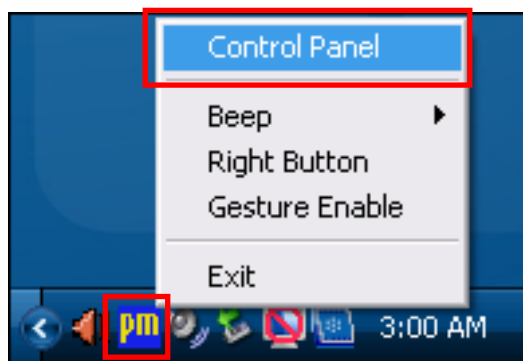 Control Panel
Beep
Right Button
Gesture Enable
Exit
pm 3:00 AM